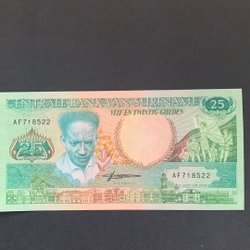 CENTRALE BANK VAN SURINAME
VIJF EN TWINTIG GULDEN
25
AF718522
25
AF718522